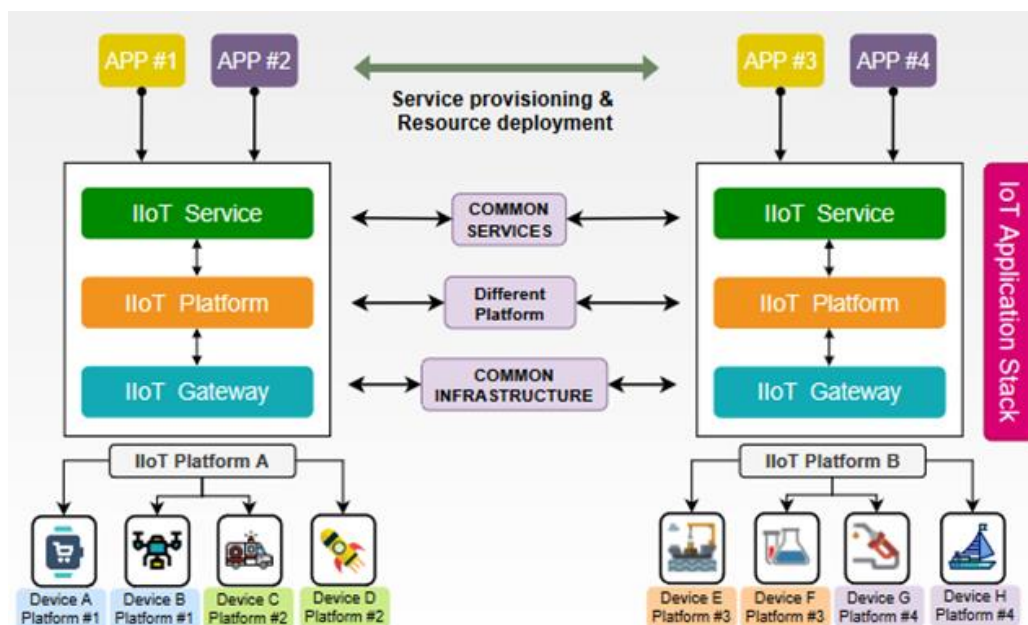 APP #1
APP #2
APP #3
APP #4
Service provisioning &
Resource deployment
IIoT Service
COMMON
SERVICES
IIoT Service
IIoT Platform
Different
Platform
IIoT Platform
IIoT Gateway
COMMON
INFRASTRUCTURE
IIoT Gateway
IoT Application Stack
IIoT Platform A
IIoT Platform B
Device A
Platform #1
Device B
Platform #1
Device C
Platform #2
Device D
Platform #2
Device E
Platform #3
Device F
Platform #3
Device G
Platform #4
Device H
Platform #4